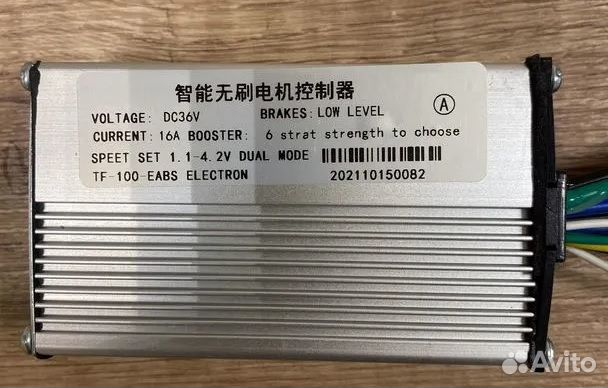 智能无刷电机控制器
VOLTAGE: DC36V BRAKES: LOW LEVEL
Ⓐ
CURRENT: 16A BOOSTER: 6 strat strength to choose
SPEET SET 1.1-4.2V DUAL MODE
TF-100-EABS ELECTRON 202110150082
Avito